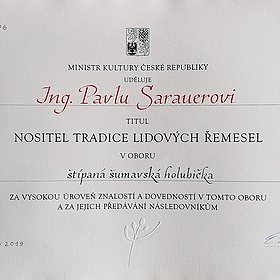 MINISTR KULTURY ČESKÉ REPUBLIKY
UDĚLUJE
Ing. Pavlu Sarauerovi
TITUL
NOSITEL TRADICE LIDOVÝCH ŘEMESEL
V OBORU
štípaná šumavská holubička
ZA VYSOKOU ÚROVEŇ ZNALOSTÍ A DOVEDNOSTÍ V TOMTO OBORU
A ZA JEJICH PŘEDÁVÁNÍ NÁSLEDOVNÍKŮM
2019